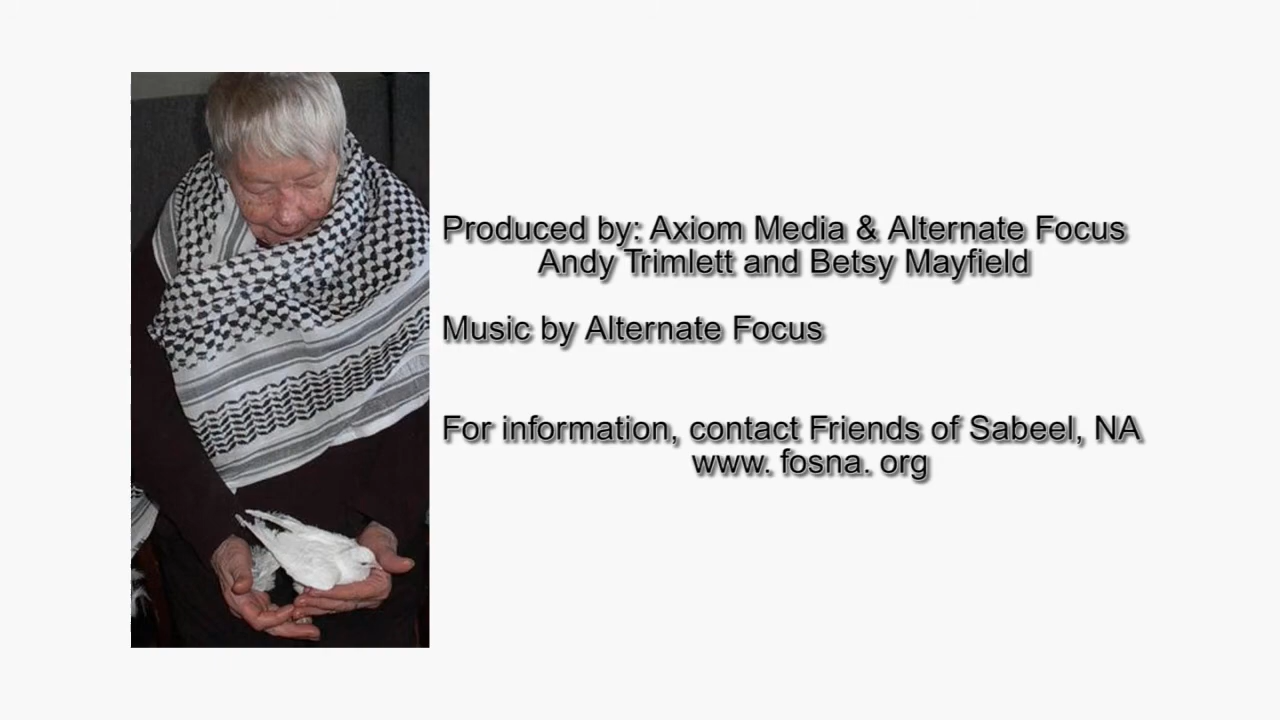 Produced by: Axiom Media & Alternate Focus
Andy Trimlett and Betsy Mayfield
Music by Alternate Focus
For information, contact Friends of Sabeel, NA
www. fosna. org